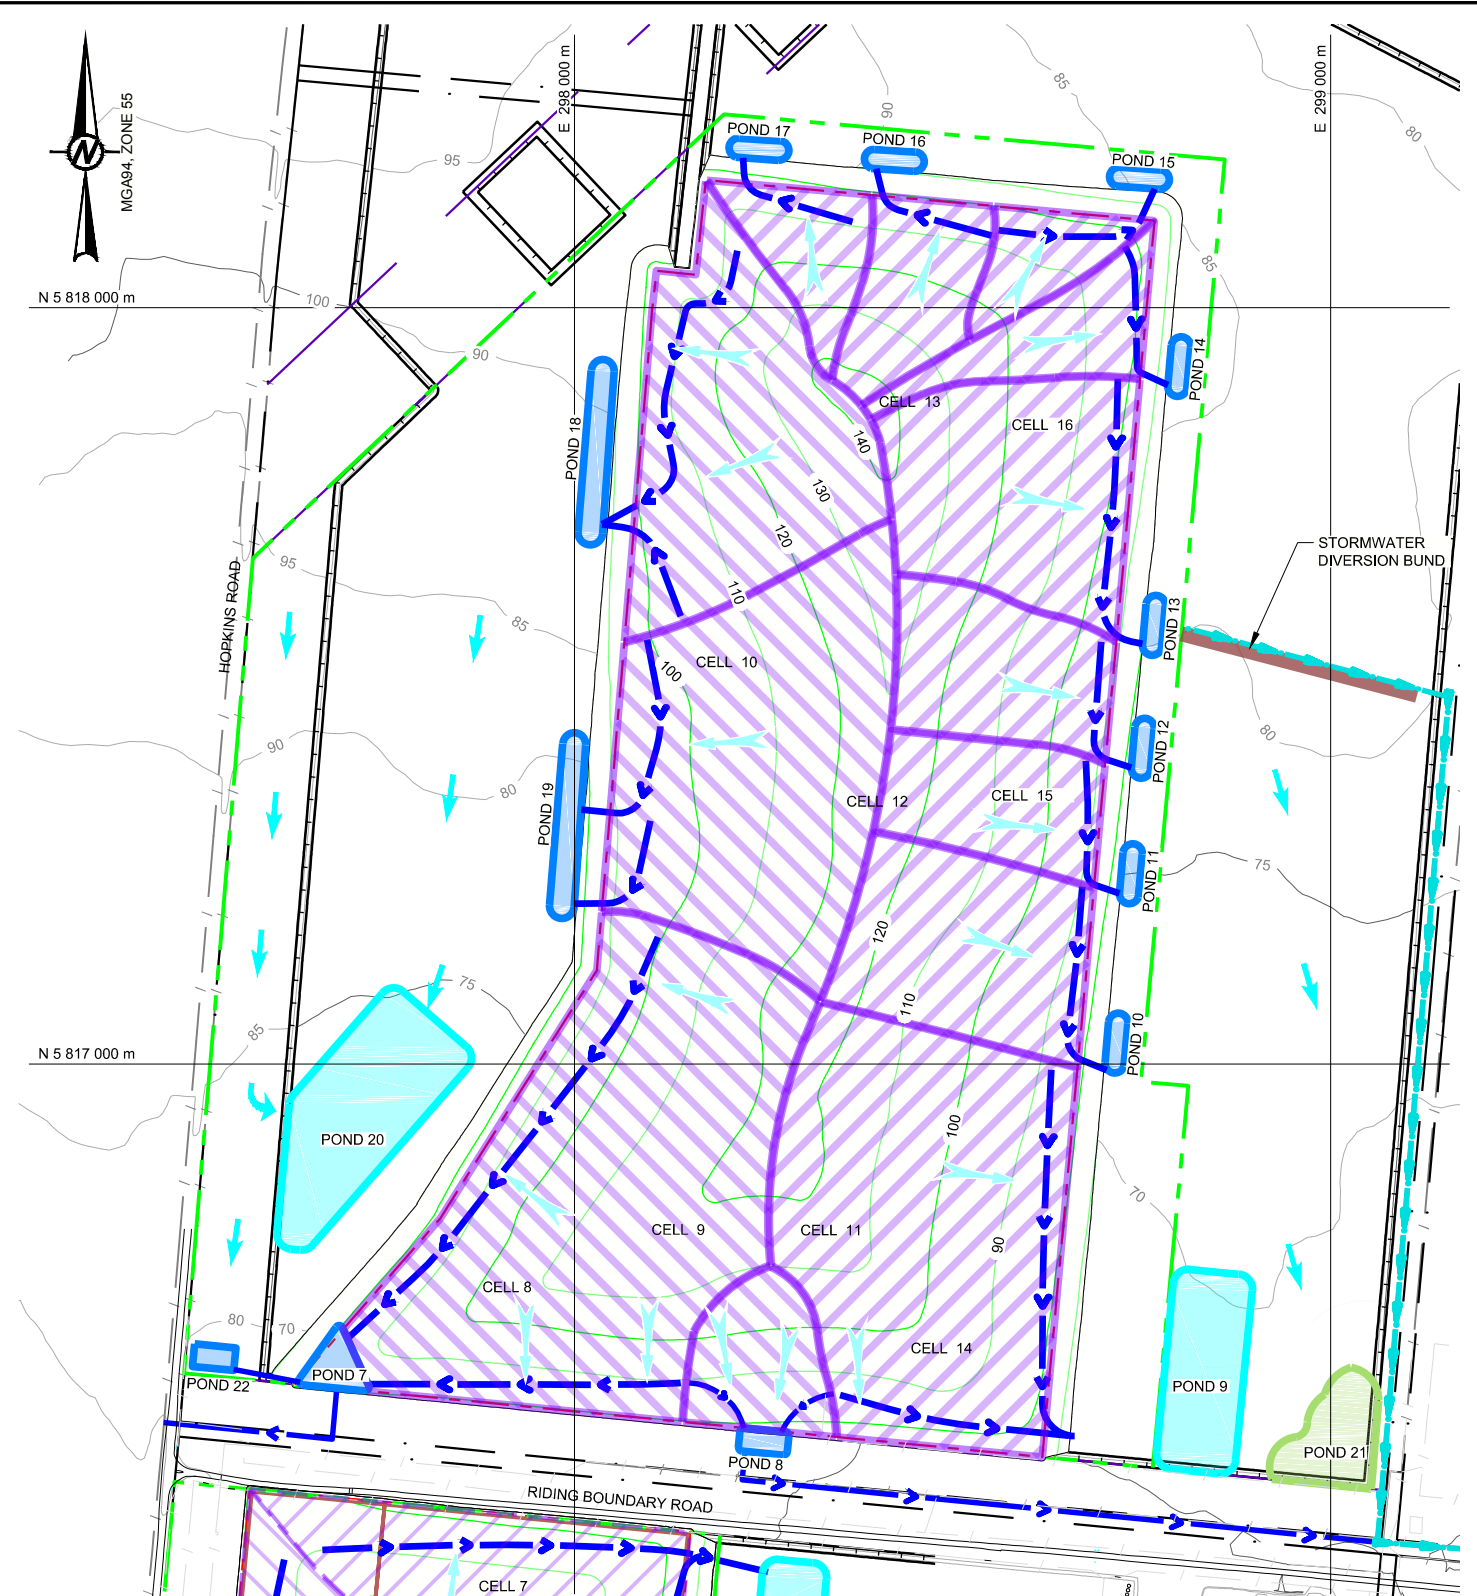 N
MGA94, ZONE 55
E 298 000 m
E 299 000 m
90
85
80
95
POND 17
POND 16
POND 15
85
N 5 818 000 m
100
90
POND 14
POND 18
CELL 13
CELL 16
140
130
120
110
STORMWATER
DIVERSION BUND
HOPKINS ROAD
95
85
POND 13
CELL 10
100
90
80
80
POND 12
POND 19
CELL 12
CELL 15
POND 11
75
120
75
110
85
POND 10
N 5 817 000 m
POND 20
100
70
CELL 9
CELL 11
90
CELL 8
80
70
CELL 14
POND 22
POND 7
POND 9
POND 21
POND 8
RIDING BOUNDARY ROAD
CELL 7